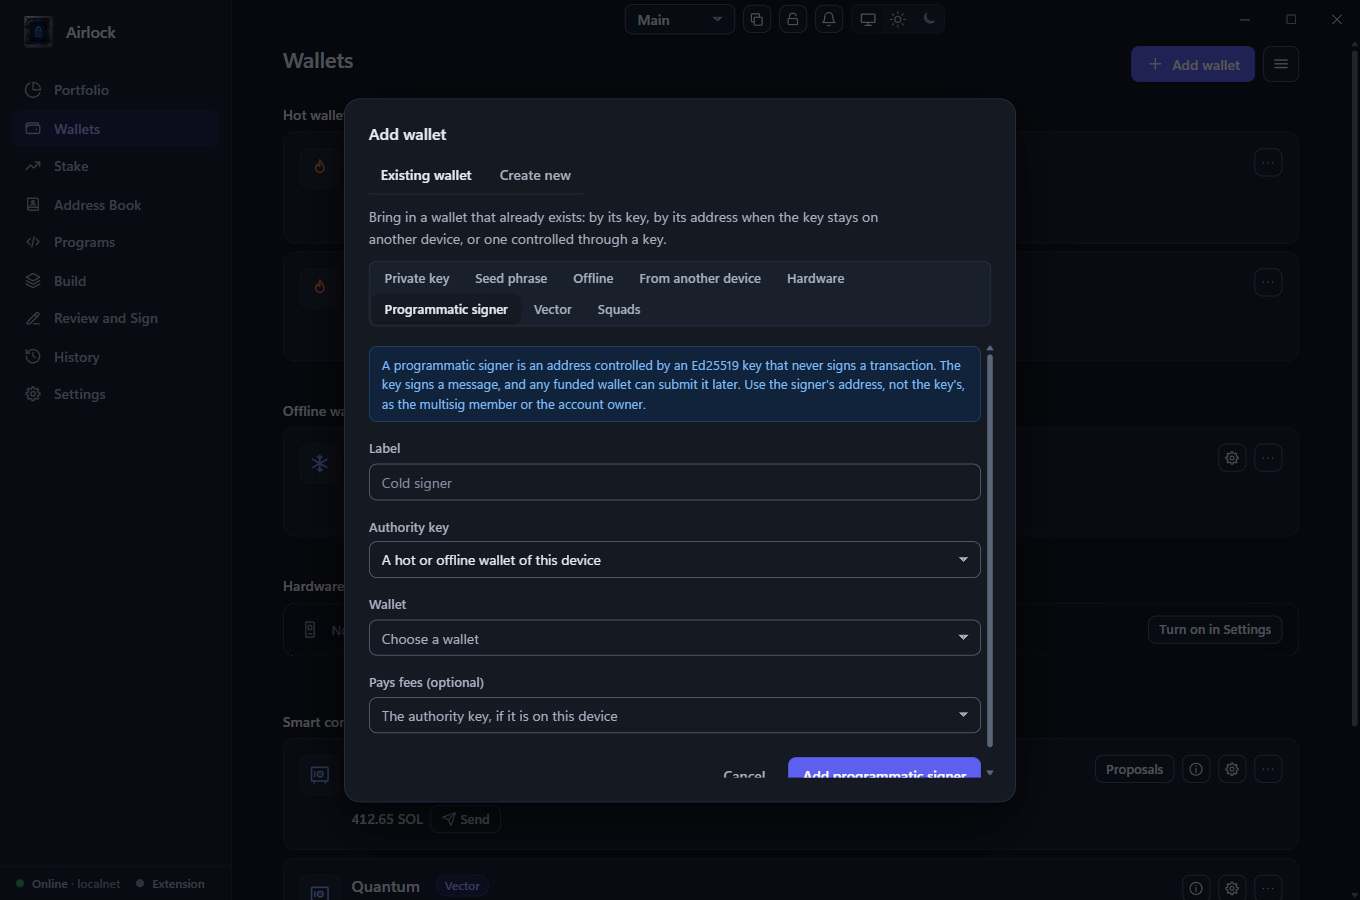 Airlock
Main
Portfolio
Wallets
Stake
Address Book
Programs
Build
Review and Sign
History
Settings
Online · localnet
Extension
Wallets
Add wallet
Hot walle
Offline wa
Hardware
Turn on in Settings
Smart cor
Proposals
412.65 SOL
Send
Quantum
Vector
Add wallet
Existing wallet
Create new
Bring in a wallet that already exists: by its key, by its address when the key stays on
another device, or one controlled through a key.
Private key
Seed phrase
Offline
From another device
Hardware
Programmatic signer
Vector
Squads
A programmatic signer is an address controlled by an Ed25519 key that never signs a transaction. The
key signs a message, and any funded wallet can submit it later. Use the signer's address, not the key's,
as the multisig member or the account owner.
Label
Cold signer
Authority key
A hot or offline wallet of this device
Wallet
Choose a wallet
Pays fees (optional)
The authority key, if it is on this device
Cancel
Add programmatic signer